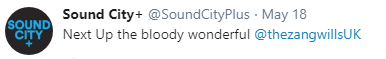 SOUND
CITY
+
Sound City+ @SoundCityPlus · May 18
Next Up the bloody wonderful @thezangwillsUK